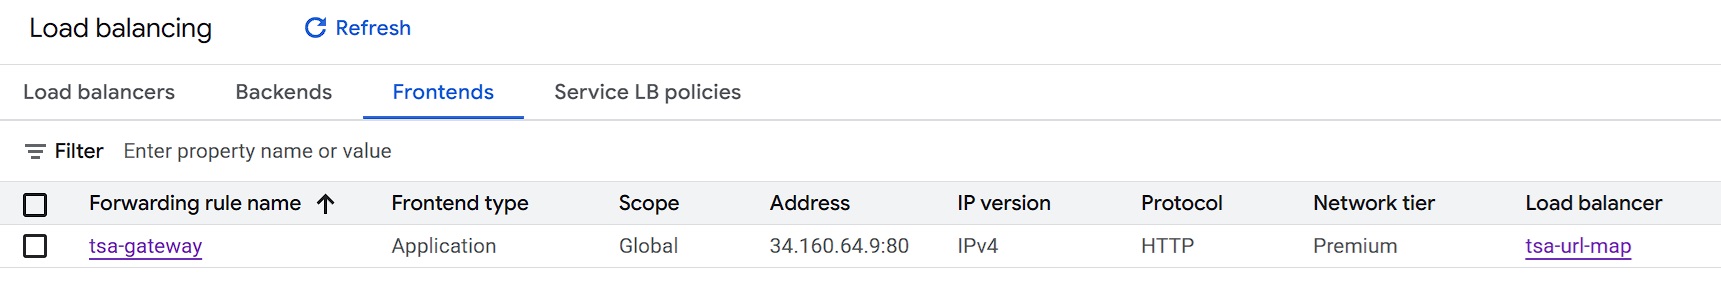 Load balancing Refresh
Load balancers Backends Frontends Service LB policies
Filter Enter property name or value
Forwarding rule name Frontend type Scope Address IP version Protocol Network tier Load balancer
tsa-gateway Application Global 34.160.64.9:80 IPv4 HTTP Premium tsa-url-map